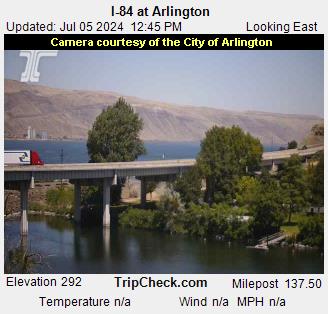 I-84 at Arlington
Updated: Jul 05 2024 12:45 PM Looking East
Camera courtesy of the City of Arlington
Elevation 292 TripCheck.com Milepost 137.50
Temperature n/a Wind n/a MPH n/a